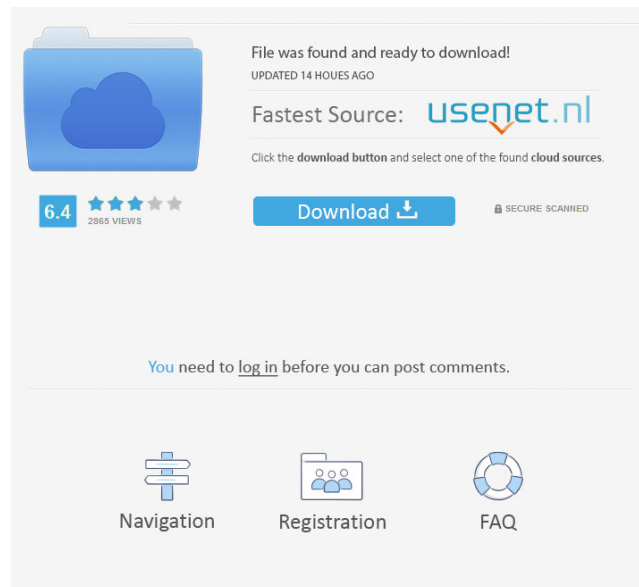 File was found and ready to download!
UPDATED 14 HOUES AGO
Fastest Source: usenet.nl
Click the download button and select one of the found cloud sources.
6.4
2865 VIEWS
Download
SECURE SCANNED
You need to log in before you can post comments.
Navigation
Registration
FAQ